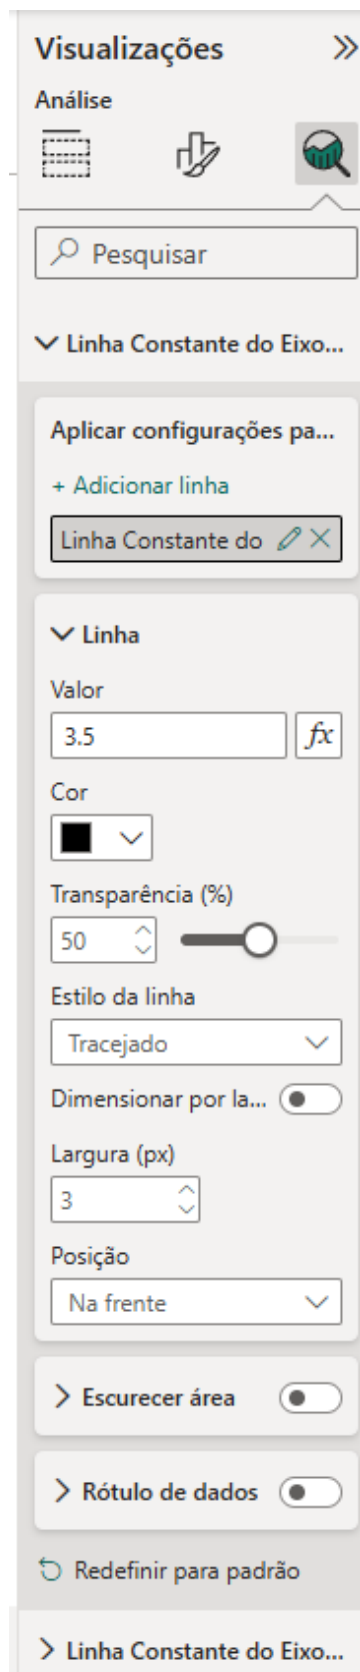 Visualizações
Análise
Pesquisar
Linha Constante do Eixo...
Aplicar configurações pa...
+ Adicionar linha
Linha Constante do
Linha
Valor
3.5
fx
Cor
Transparência (%)
50
Estilo da linha
Tracejado
Dimensionar por la...
Largura (px)
3
Posição
Na frente
Escurecer área
Rótulo de dados
Redefinir para padrão
Linha Constante do Eixo...